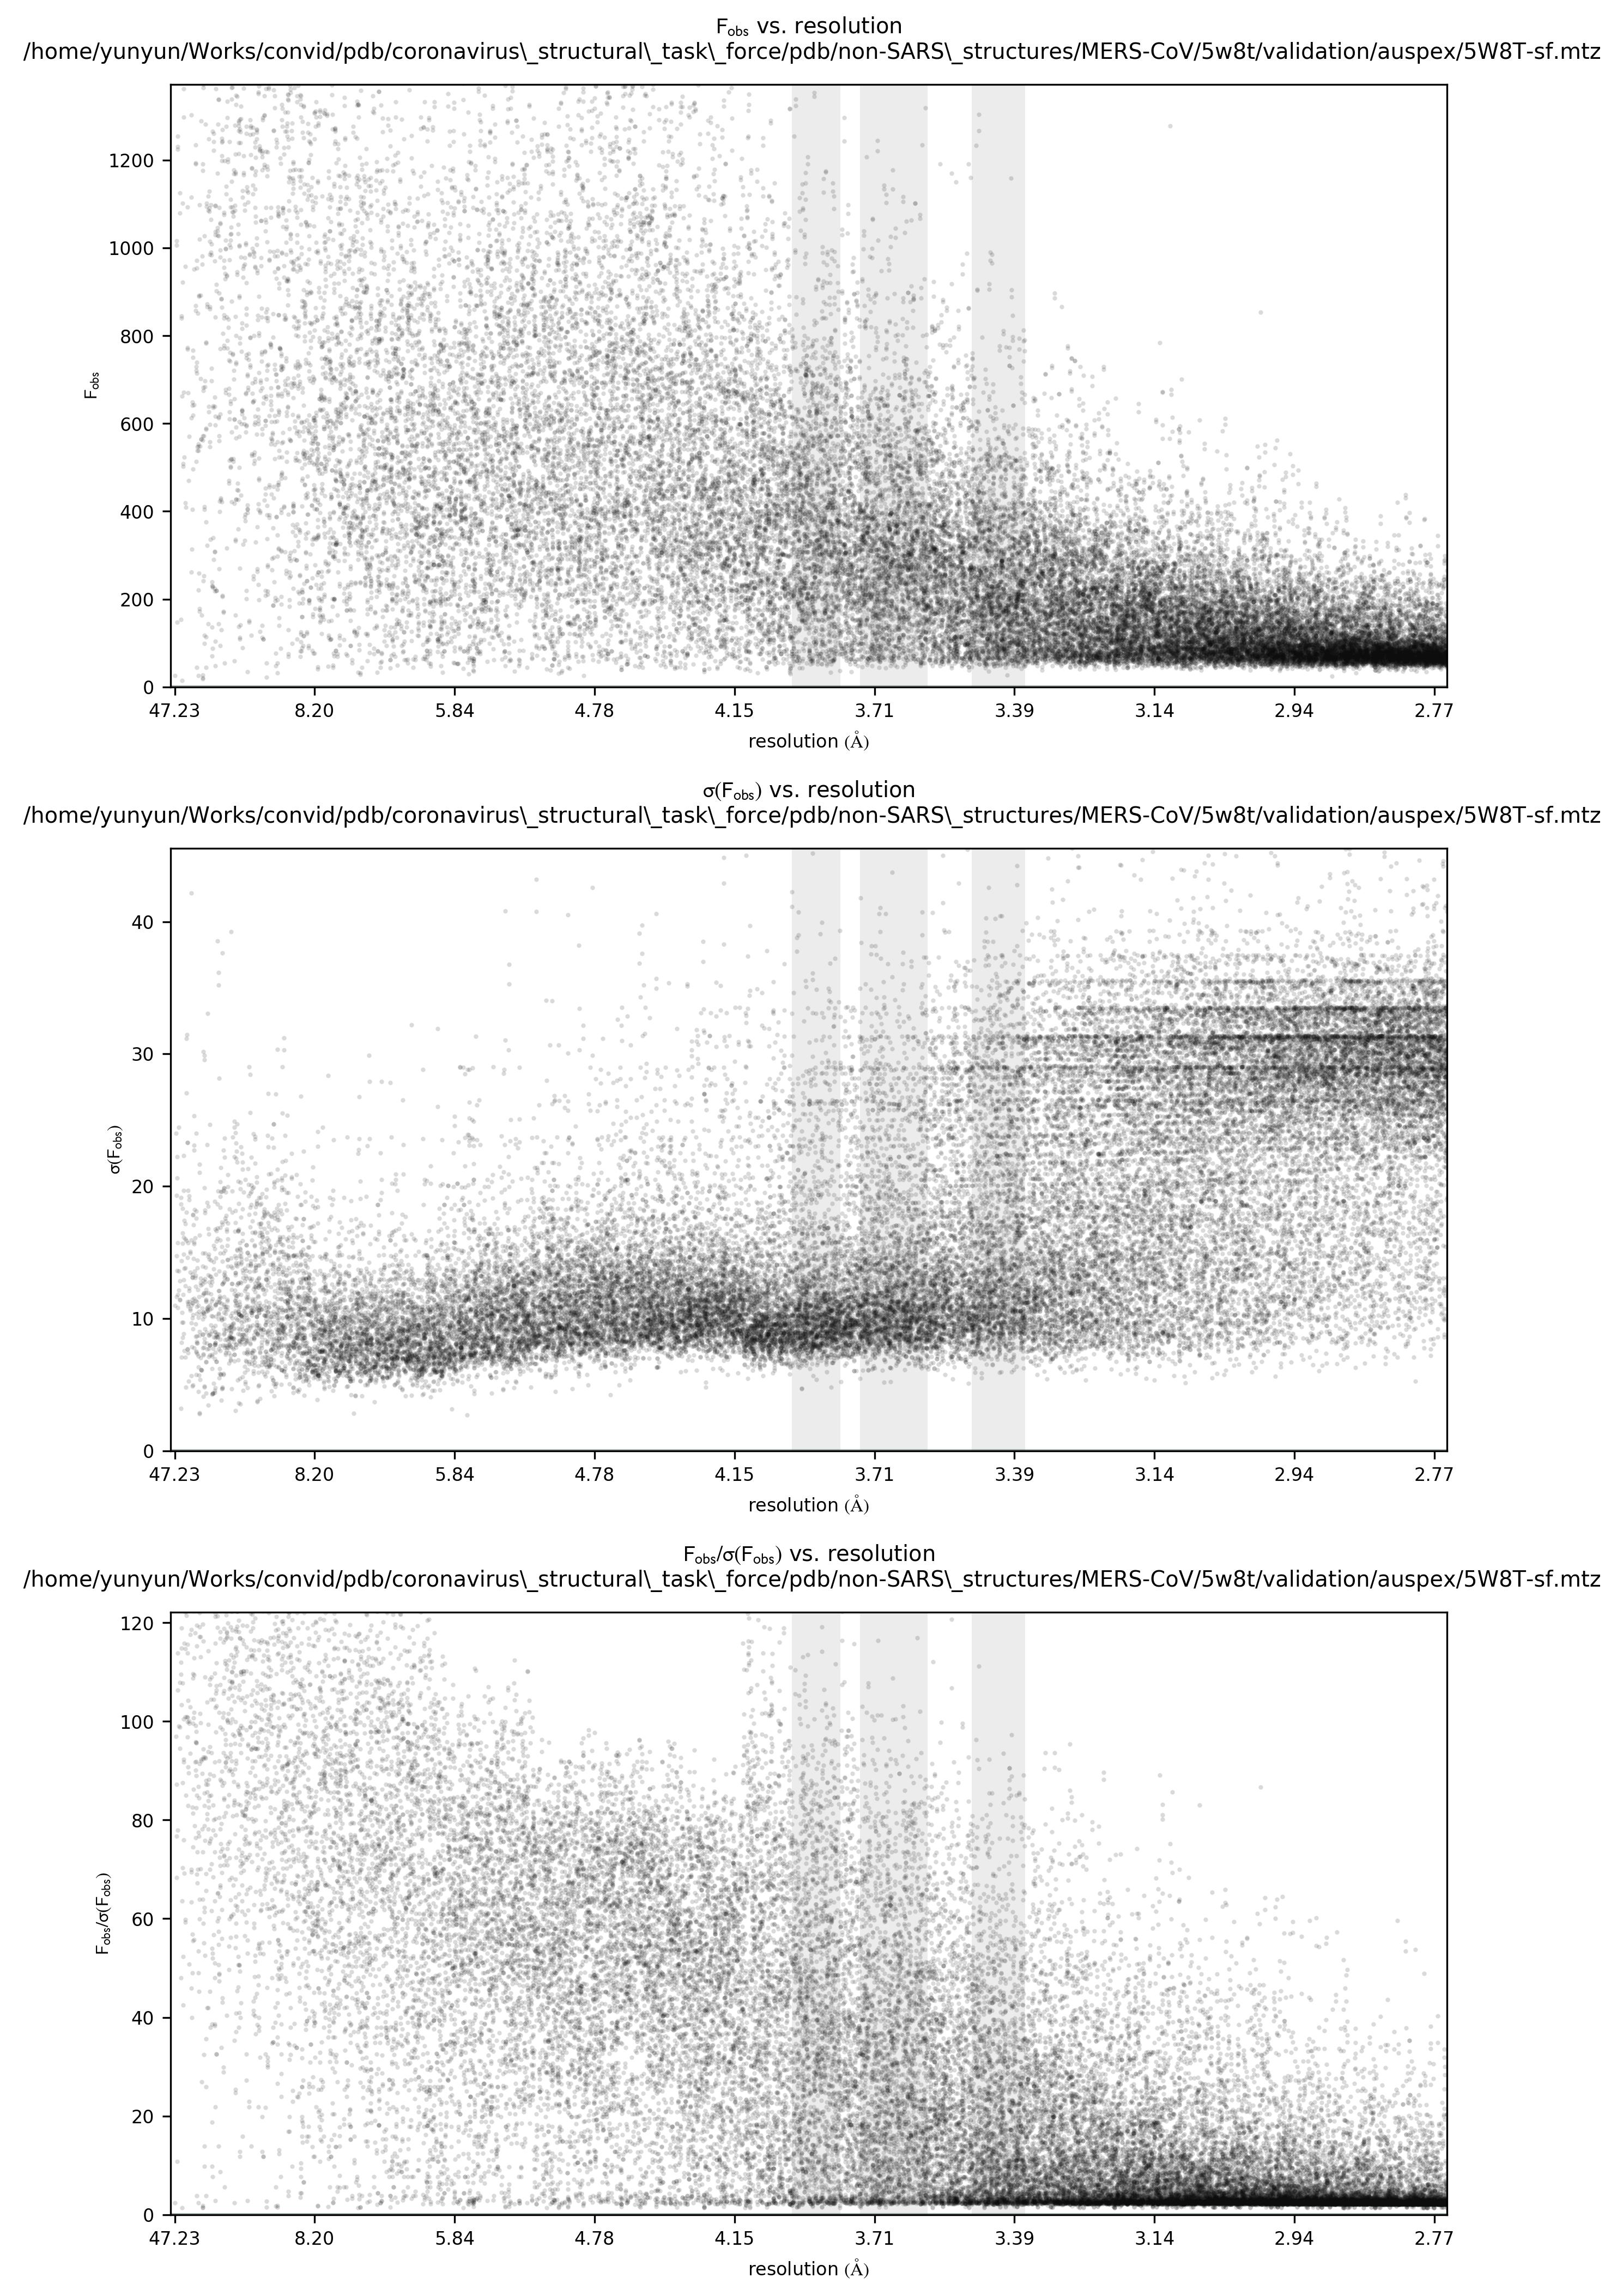 Fobs vs. resolution
/home/yunyun/Works/convid/pdb/coronavirus\_structural\_task\_force/pdb/non-SARS\_structures/MERS-CoV/5w8t/validation/auspex/5W8T-sf.mtz
1200
1000
800
600
400
200
0
Fobs
47.23 8.20 5.84 4.78 4.15 3.71 3.39 3.14 2.94 2.77
resolution (Å)
σ(Fobs) vs. resolution
/home/yunyun/Works/convid/pdb/coronavirus\_structural\_task\_force/pdb/non-SARS\_structures/MERS-CoV/5w8t/validation/auspex/5W8T-sf.mtz
40
30
20
10
0
σ(Fobs)
47.23 8.20 5.84 4.78 4.15 3.71 3.39 3.14 2.94 2.77
resolution (Å)
Fobs/σ(Fobs) vs. resolution
/home/yunyun/Works/convid/pdb/coronavirus\_structural\_task\_force/pdb/non-SARS\_structures/MERS-CoV/5w8t/validation/auspex/5W8T-sf.mtz
120
100
80
60
40
20
0
Fobs/σ(Fobs)
47.23 8.20 5.84 4.78 4.15 3.71 3.39 3.14 2.94 2.77
resolution (Å)